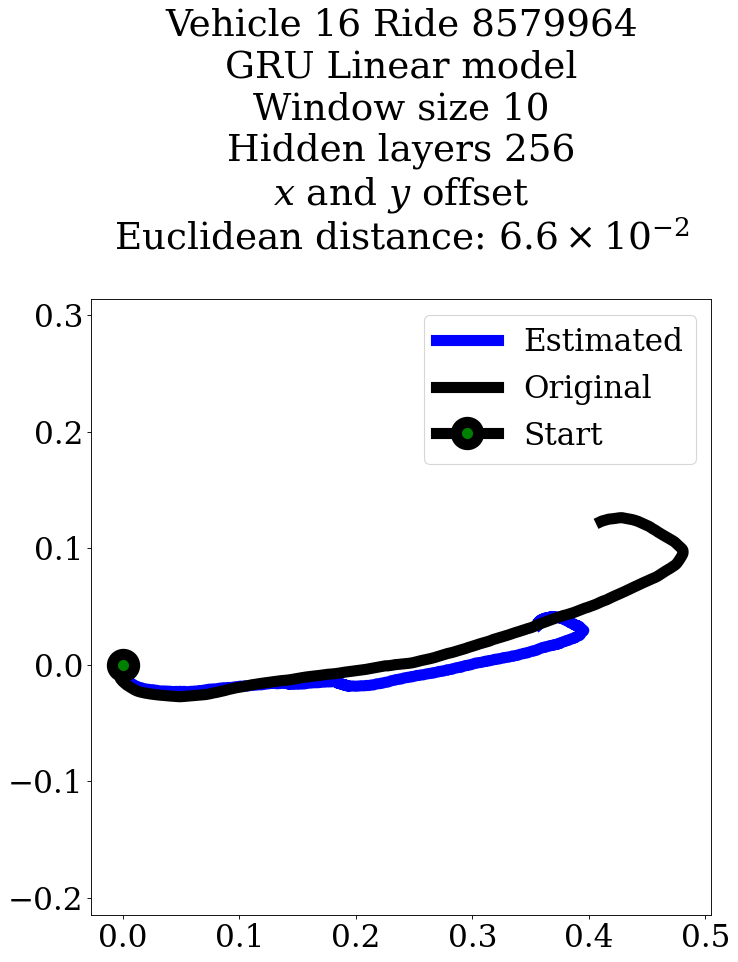 Vehicle 16 Ride 8579964
GRU Linear model
Window size 10
Hidden layers 256
x and y offset
Euclidean distance: 6.6 × 10⁻²
0.3
0.2
0.1
0.0
−0.1
−0.2
Estimated
Original
Start
0.0 0.1 0.2 0.3 0.4 0.5